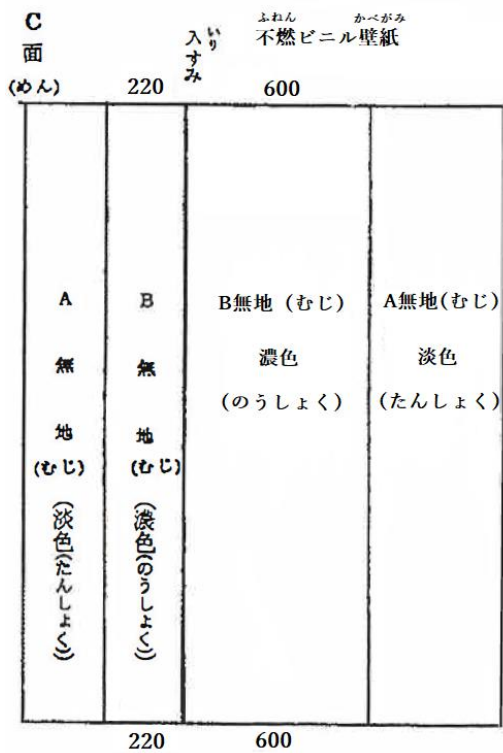 C
面
(めん)
入すみ
いり
不燃ビニル壁紙
ふねん
かべがみ
220
600
A
無
地
(むじ)
(淡色(たんしょく))
B
無
地
(むじ)
(濃色(のうしょく))
B無地 (むじ)
濃色
(のうしょく)
A無地(むじ)
淡色
(たんしょく)
220
600